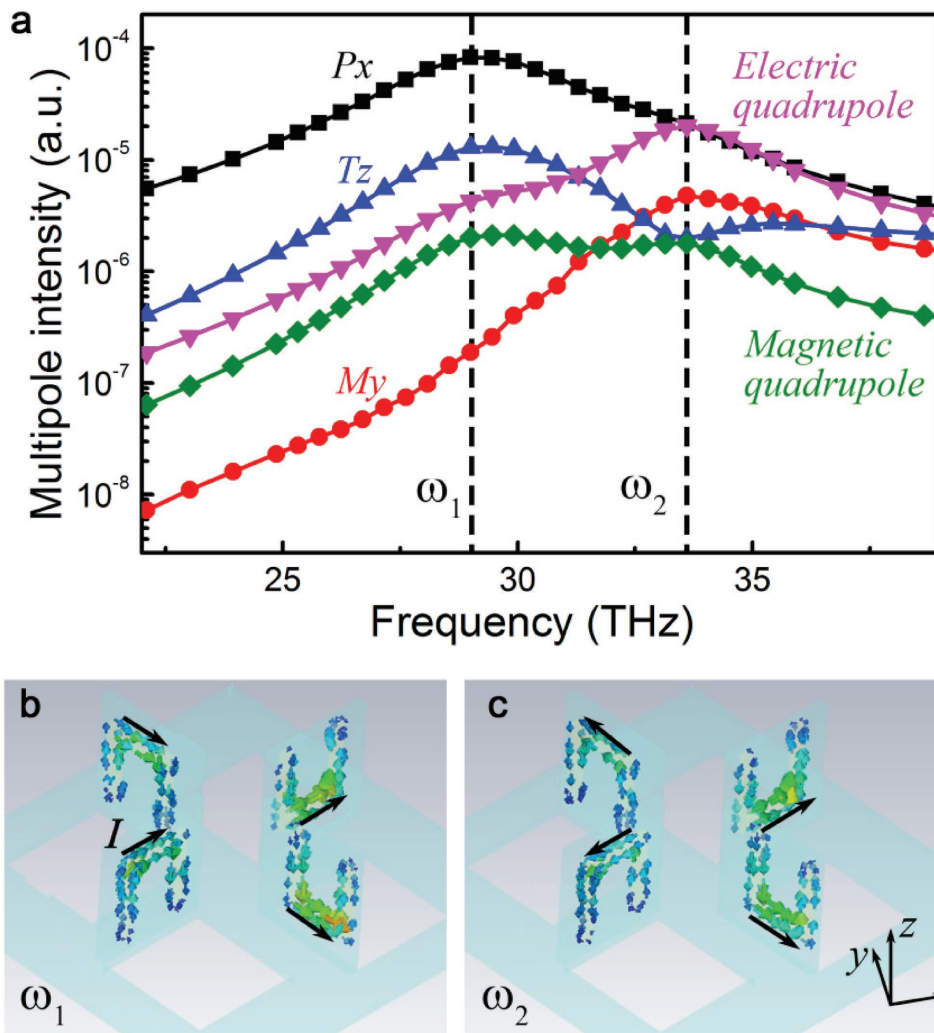 a
10⁻⁴
10⁻⁵
10⁻⁶
10⁻⁷
10⁻⁸
Multipole intensity (a.u.)
Px
Tz
My
Electric
quadrupole
Magnetic
quadrupole
ω₁
ω₂
25
30
35
Frequency (THz)
b
I
ω₁
c
ω₂
z
y